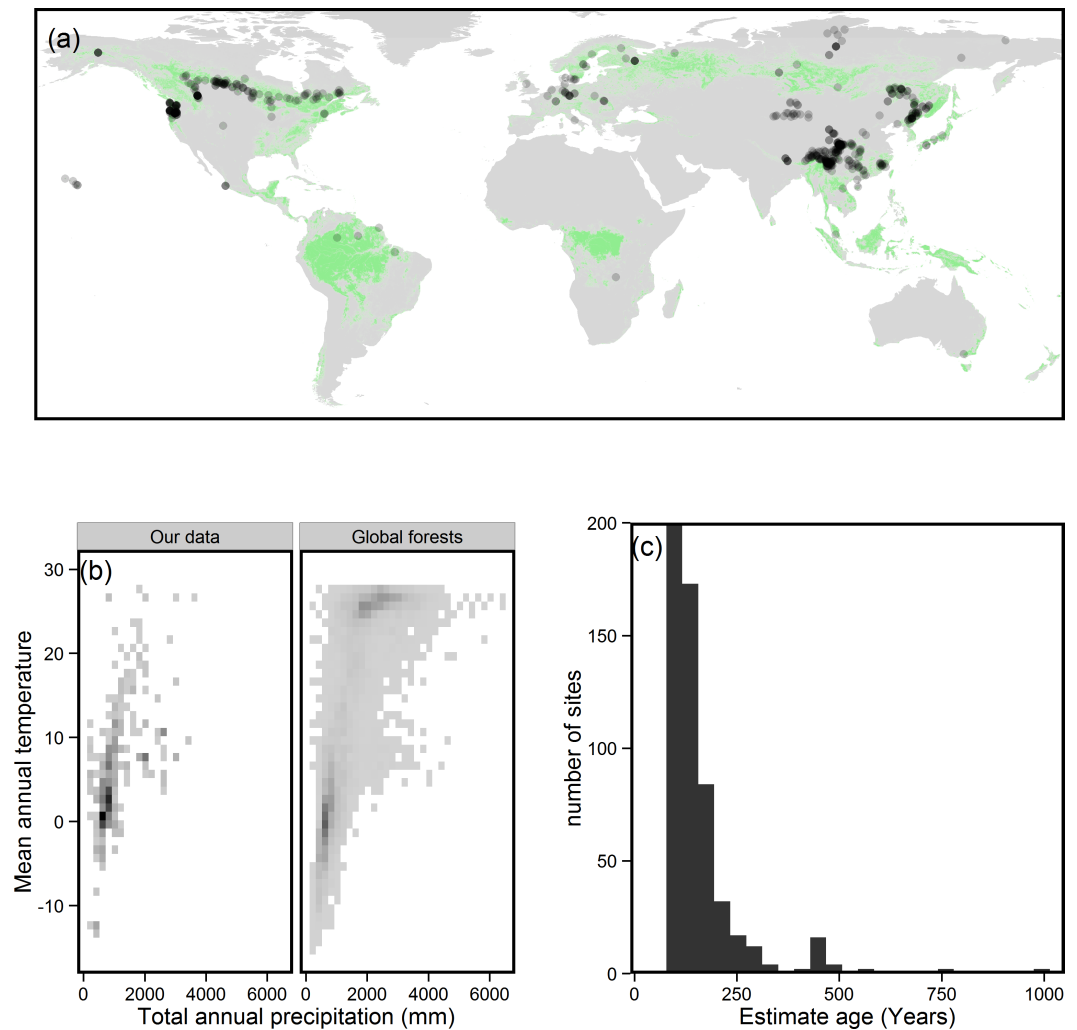 (a)
Our data
Global forests
(b)
30
20
10
0
-10
Mean annual temperature
0
2000
4000
6000
0
2000
4000
6000
Total annual precipitation (mm)
(c)
200
150
100
50
0
number of sites
0
250
500
750
1000
Estimate age (Years)